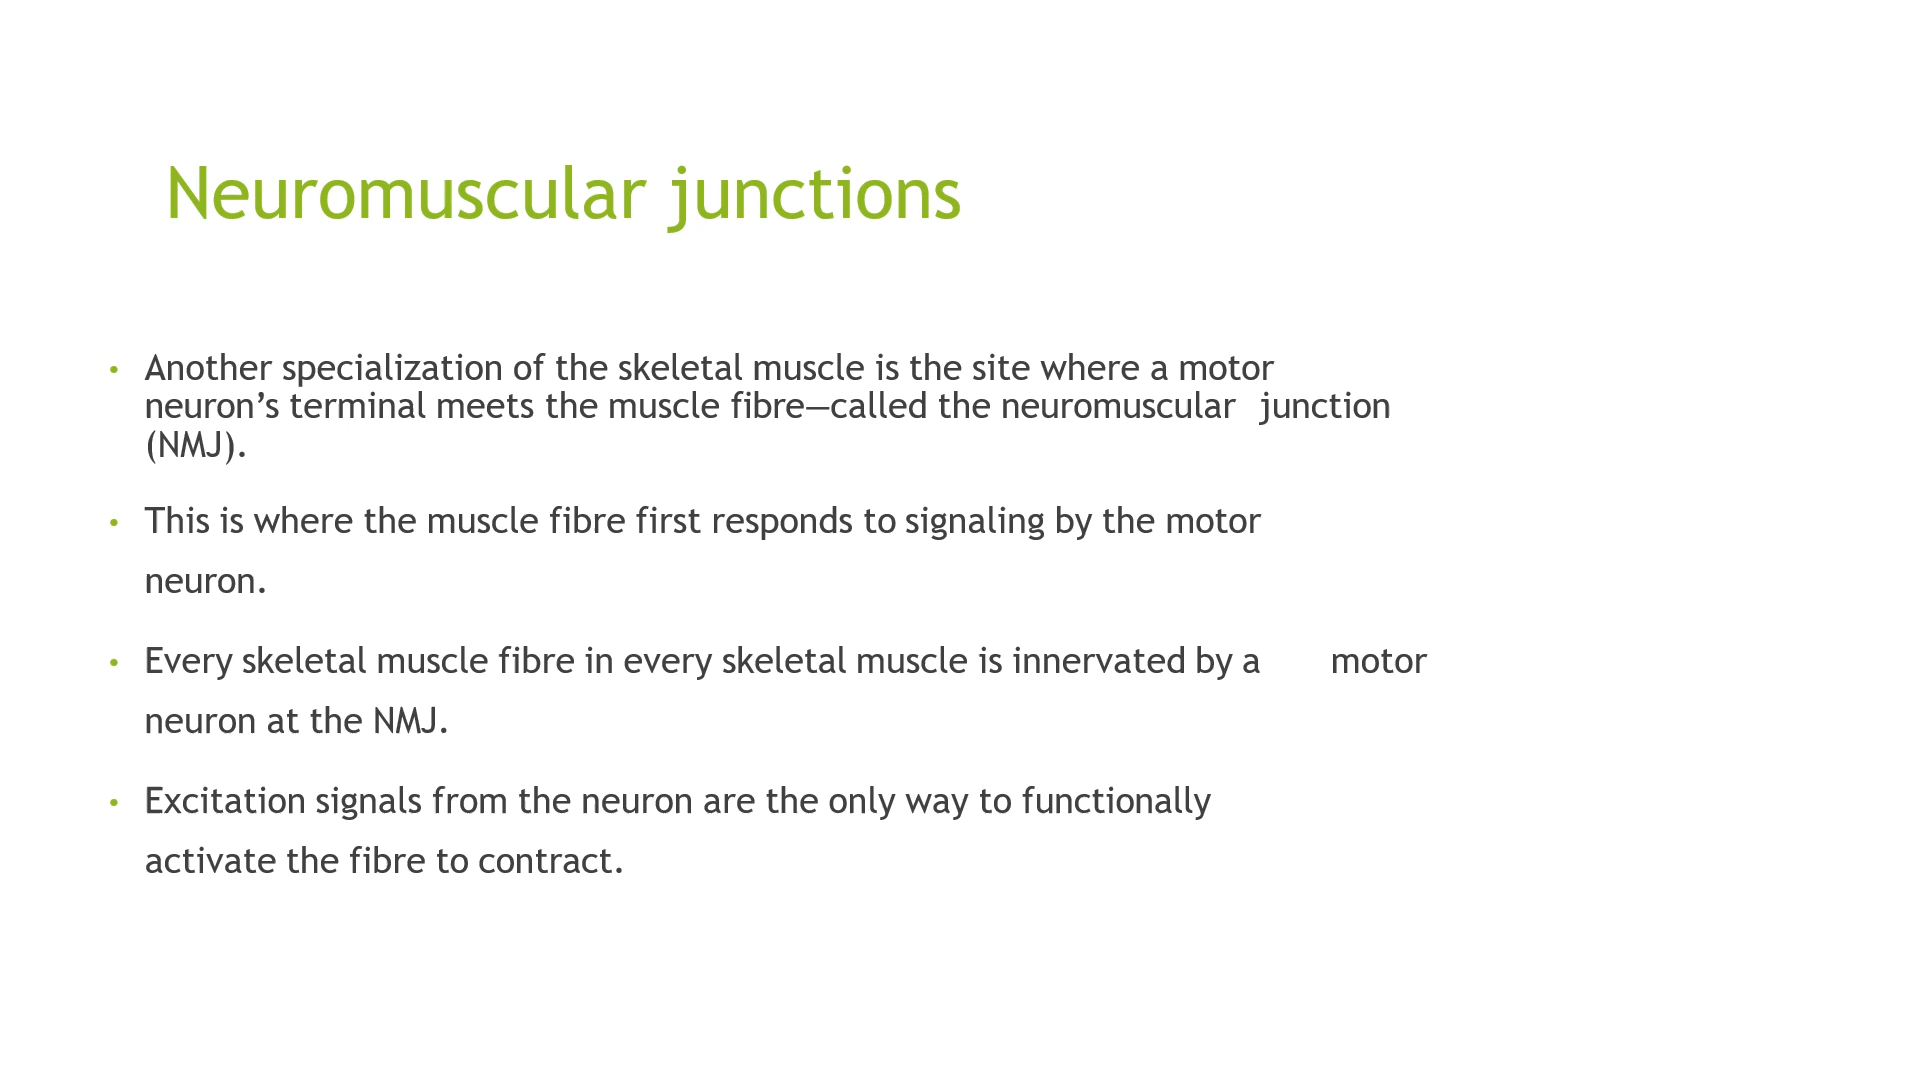 Neuromuscular junctions
• Another specialization of the skeletal muscle is the site where a motor
neuron’s terminal meets the muscle fibre—called the neuromuscular junction
(NMJ).
• This is where the muscle fibre first responds to signaling by the motor
neuron.
• Every skeletal muscle fibre in every skeletal muscle is innervated by a motor
neuron at the NMJ.
• Excitation signals from the neuron are the only way to functionally
activate the fibre to contract.